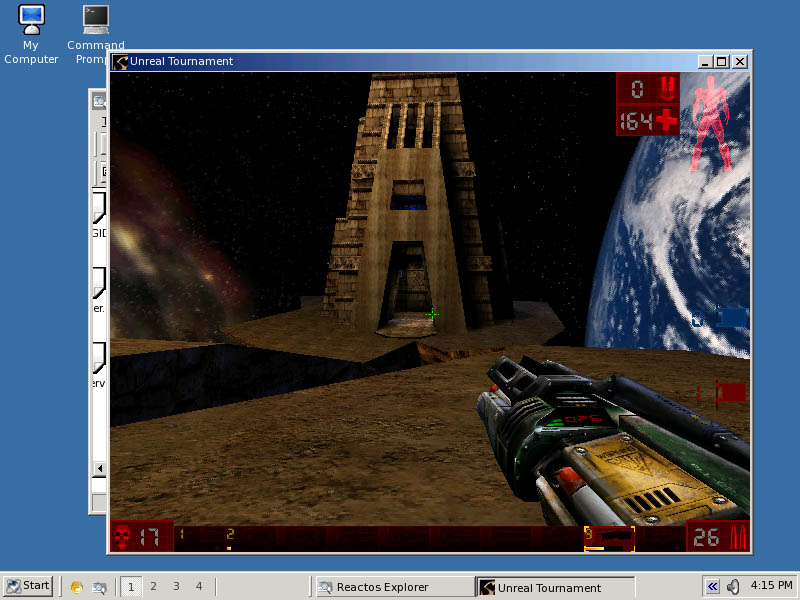 My
Computer
Command
Promp
Unreal Tournament
0
164
er.
17
1
2
26
Start
1 2 3 4
Reactos Explorer
Unreal Tournament
4:15 PM